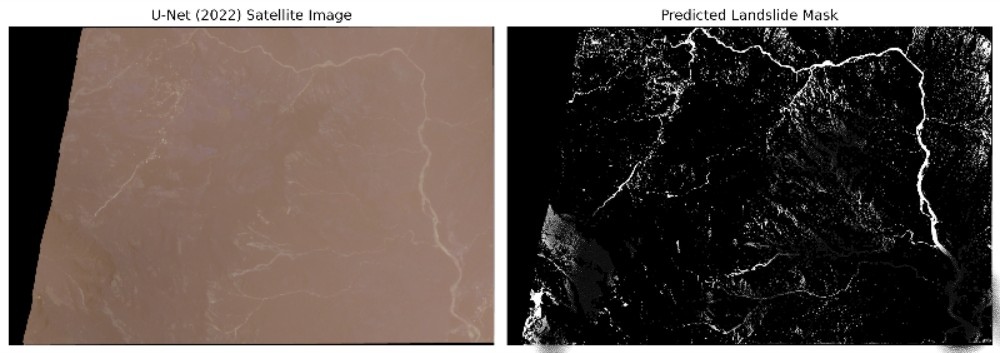 U-Net (2022) Satellite Image
Predicted Landslide Mask